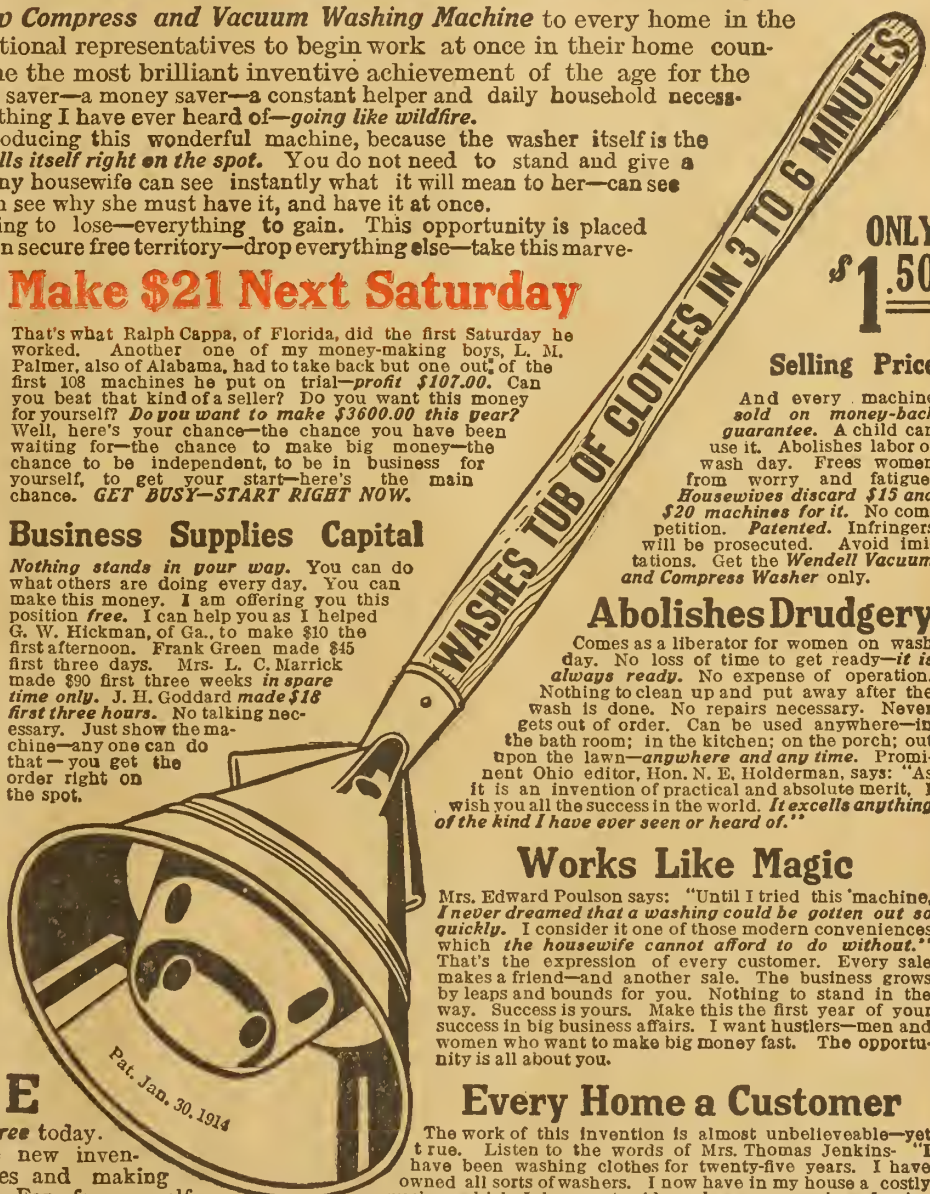 Compress and Vacuum Washing Machine to every home in the
tional representatives to begin work at once in their home coun-
the most brilliant inventive achievement of the age for the
saver—a money saver—a constant helper and daily household necess-
thing I have ever heard of—going like wildfire.
oducing this wonderful machine, because the washer itself is the
lls itself right on the spot. You do not need to stand and give a
ny housewife can see instantly what it will mean to her—can see
see why she must have it, and have it at once.
ing to lose—everything to gain. This opportunity is placed
n secure free territory—drop everything else—take this marve-
Make $21 Next Saturday
That's what Ralph Cappa, of Florida, did the first Saturday he
worked. Another one of my money-making boys, L. M.
Palmer, also of Alabama, had to take back but one out of the
first 108 machines he put on trial—profit $107.00. Can
you beat that kind of a seller? Do you want this money
for yourself? Do you want to make $3600.00 this year?
Well, here's your chance—the chance you have been
waiting for—the chance to make big money—the
chance to be independent, to be in business for
yourself, to get your start—here's the main
chance. GET BUSY—START RIGHT NOW.
Business Supplies Capital
Nothing stands in your way. You can do
what others are doing every day. You can
make this money. I am offering you this
position free. I can help you as I helped
G. W. Hickman, of Ga., to make $10 the
first afternoon. Frank Green made $45
first three days. Mrs. L. C. Marrick
made $90 first three weeks in spare
time only. J. H. Goddard made $18
first three hours. No talking nec-
essary. Just show the ma-
chine—any one can do
that—you get the
order right on
the spot.
WASHES TUB OF CLOTHES IN 3 TO 6 MINUTES
Pat. Jan. 30. 1914
ONLY
$1.50
Selling Price
And every machine
sold on money-back
guarantee. A child can
use it. Abolishes labor o
wash day. Frees women
from worry and fatigue
Housewives discard $15 and
$20 machines for it. No com
petition. Patented. Infringers
will be prosecuted. Avoid imi
tations. Get the Wendell Vacuum
and Compress Washer only.
Abolishes Drudgery
Comes as a liberator for women on wash
day. No loss of time to get ready—it is
always ready. No expense of operation.
Nothing to clean up and put away after the
wash is done. No repairs necessary. Never
gets out of order. Can be used anywhere—in
the bath room; in the kitchen; on the porch; out
upon the lawn—anywhere and any time. Promi-
nent Ohio editor, Hon. N. E. Holderman, says: "As
it is an invention of practical and absolute merit, I
wish you all the success in the world. It excells anything
of the kind I have ever seen or heard of."
Works Like Magic
Mrs. Edward Poulson says: "Until I tried this machine,
I never dreamed that a washing could be gotten out so
quickly. I consider it one of those modern conveniences
which the housewife cannot afford to do without."
That's the expression of every customer. Every sale
makes a friend—and another sale. The business grows
by leaps and bounds for you. Nothing to stand in the
way. Success is yours. Make this the first year of your
success in big business affairs. I want hustlers—men and
women who want to make big money fast. The opportu-
nity is all about you.
Every Home a Customer
The work of this invention is almost unbelieveable—yet
true. Listen to the words of Mrs. Thomas Jenkins- "I
have been washing clothes for twenty-five years. I have
owned all sorts of washers. I now have in my house a costly
E
ree today.
new inven-
es and making